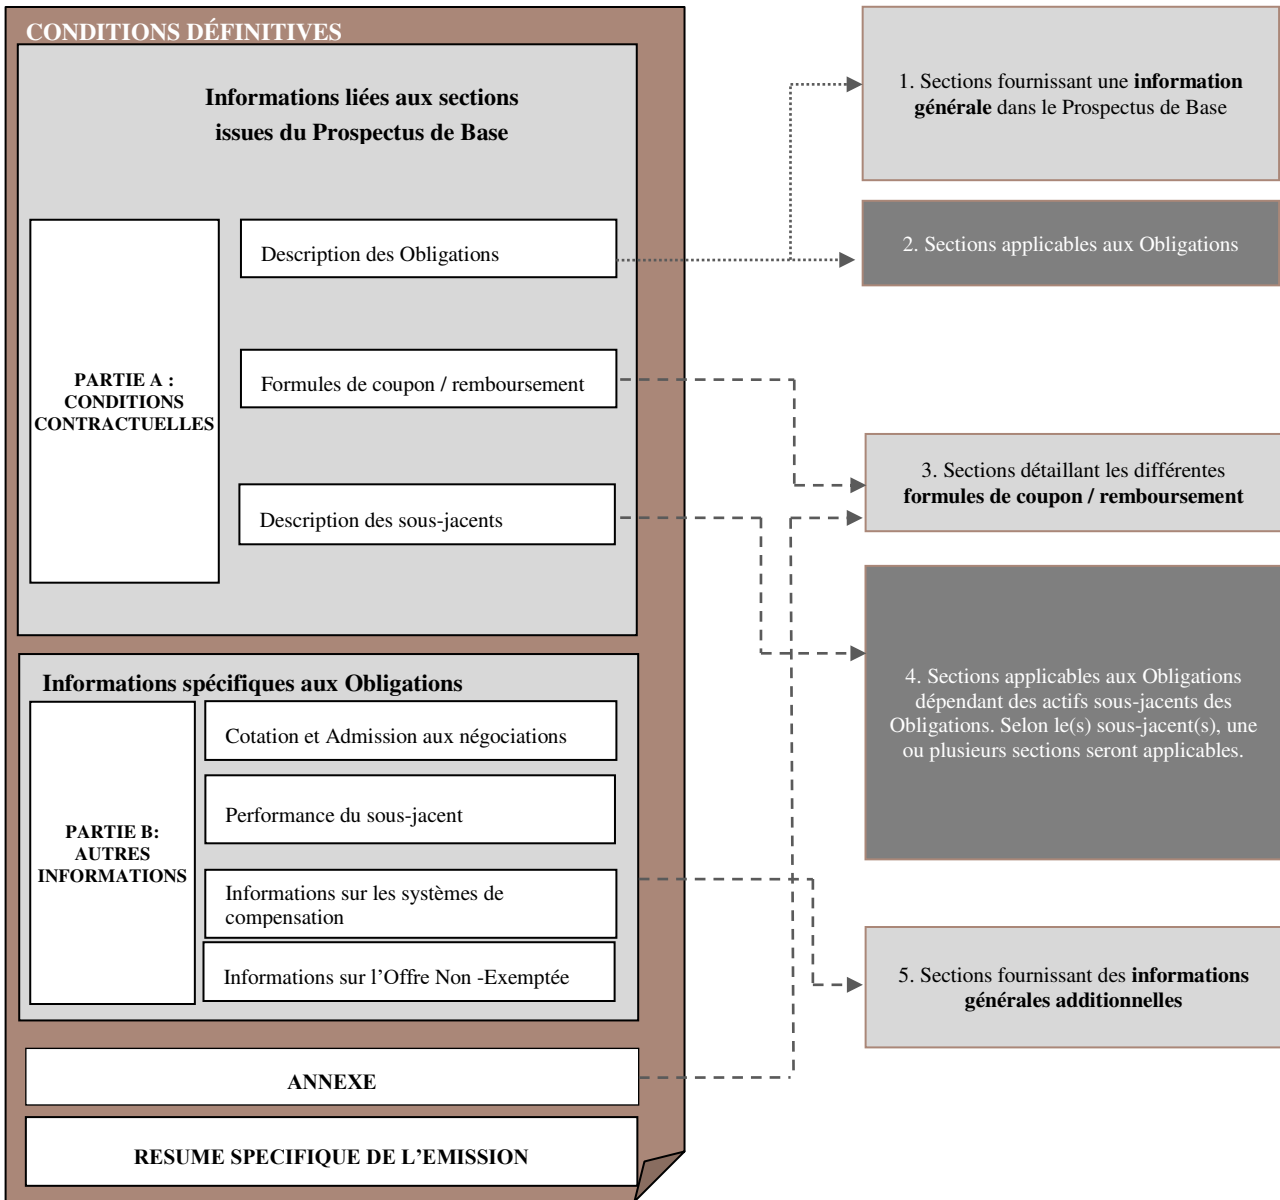 CONDITIONS DÉFINITIVES
Informations liées aux sections
issues du Prospectus de Base
PARTIE A :
CONDITIONS
CONTRACTUELLES
Description des Obligations
Formules de coupon / remboursement
Description des sous-jacents
Informations spécifiques aux Obligations
PARTIE B:
AUTRES
INFORMATIONS
Cotation et Admission aux négociations
Performance du sous-jacent
Informations sur les systèmes de
compensation
Informations sur l’Offre Non -Exemptée
ANNEXE
RESUME SPECIFIQUE DE L’EMISSION
1. Sections fournissant une information
générale dans le Prospectus de Base
2. Sections applicables aux Obligations
3. Sections détaillant les différentes
formules de coupon / remboursement
4. Sections applicables aux Obligations
dépendant des actifs sous-jacents des
Obligations. Selon le(s) sous-jacent(s), une
ou plusieurs sections seront applicables.
5. Sections fournissant des informations
générales additionnelles